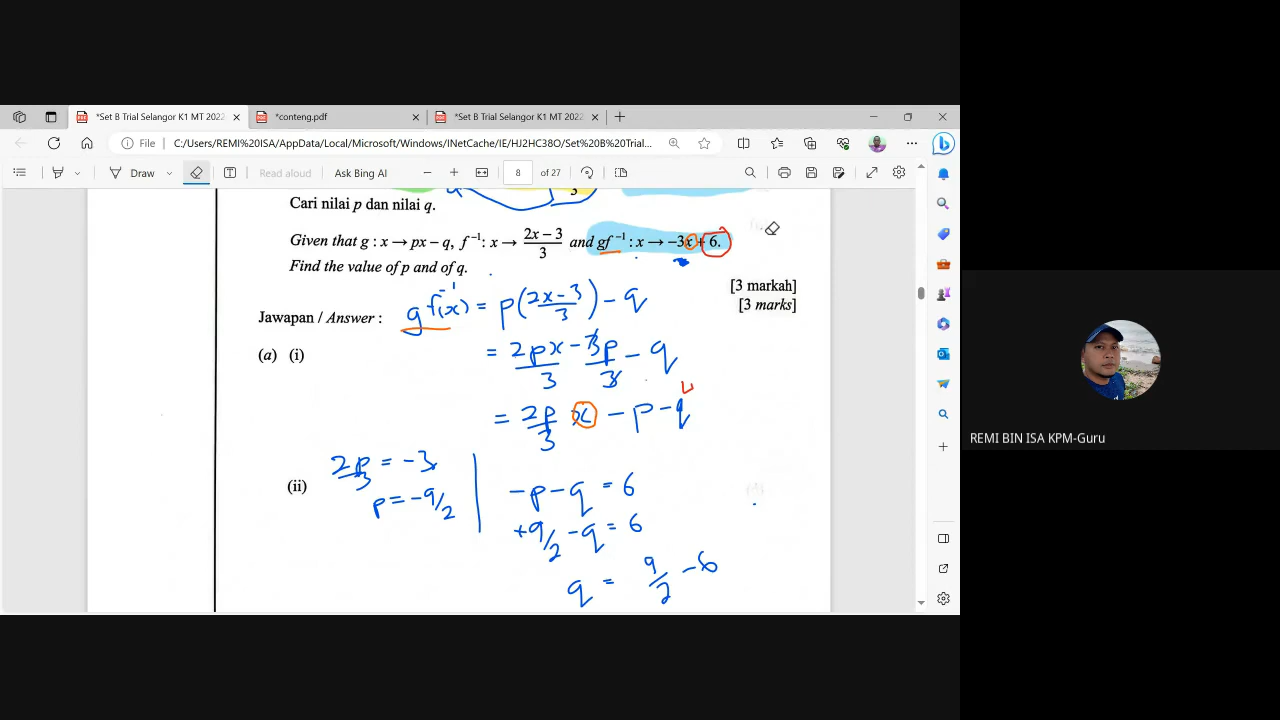 *Set B Trial Selangor K1 MT 2022
*conteng.pdf
*Set B Trial Selangor K1 MT 2022
File
C:/Users/REMI%20ISA/AppData/Local/Microsoft/Windows/INetCache/IE/HJ2HC38O/Set%20B%20Trial...
Draw
Read aloud
Ask Bing AI
8 of 27
3
Cari nilai p dan nilai q.
Given that g : x → px − q, f⁻¹: x → (2x − 3)/3 and gf⁻¹ : x → −3x + 6.
Find the value of p and of q.
[3 markah]
[3 marks]
Jawapan / Answer :
g f⁻¹(x) = p(2x−3/3) − q
(a) (i)
= 2px/3 − 3p/3 − q
= 2p/3 x − p − q
(ii)
2p/3 = −3
p = −9/2
−p − q = 6
+9/2 − q = 6
q = 9/2 − 6
REMI BIN ISA KPM-Guru